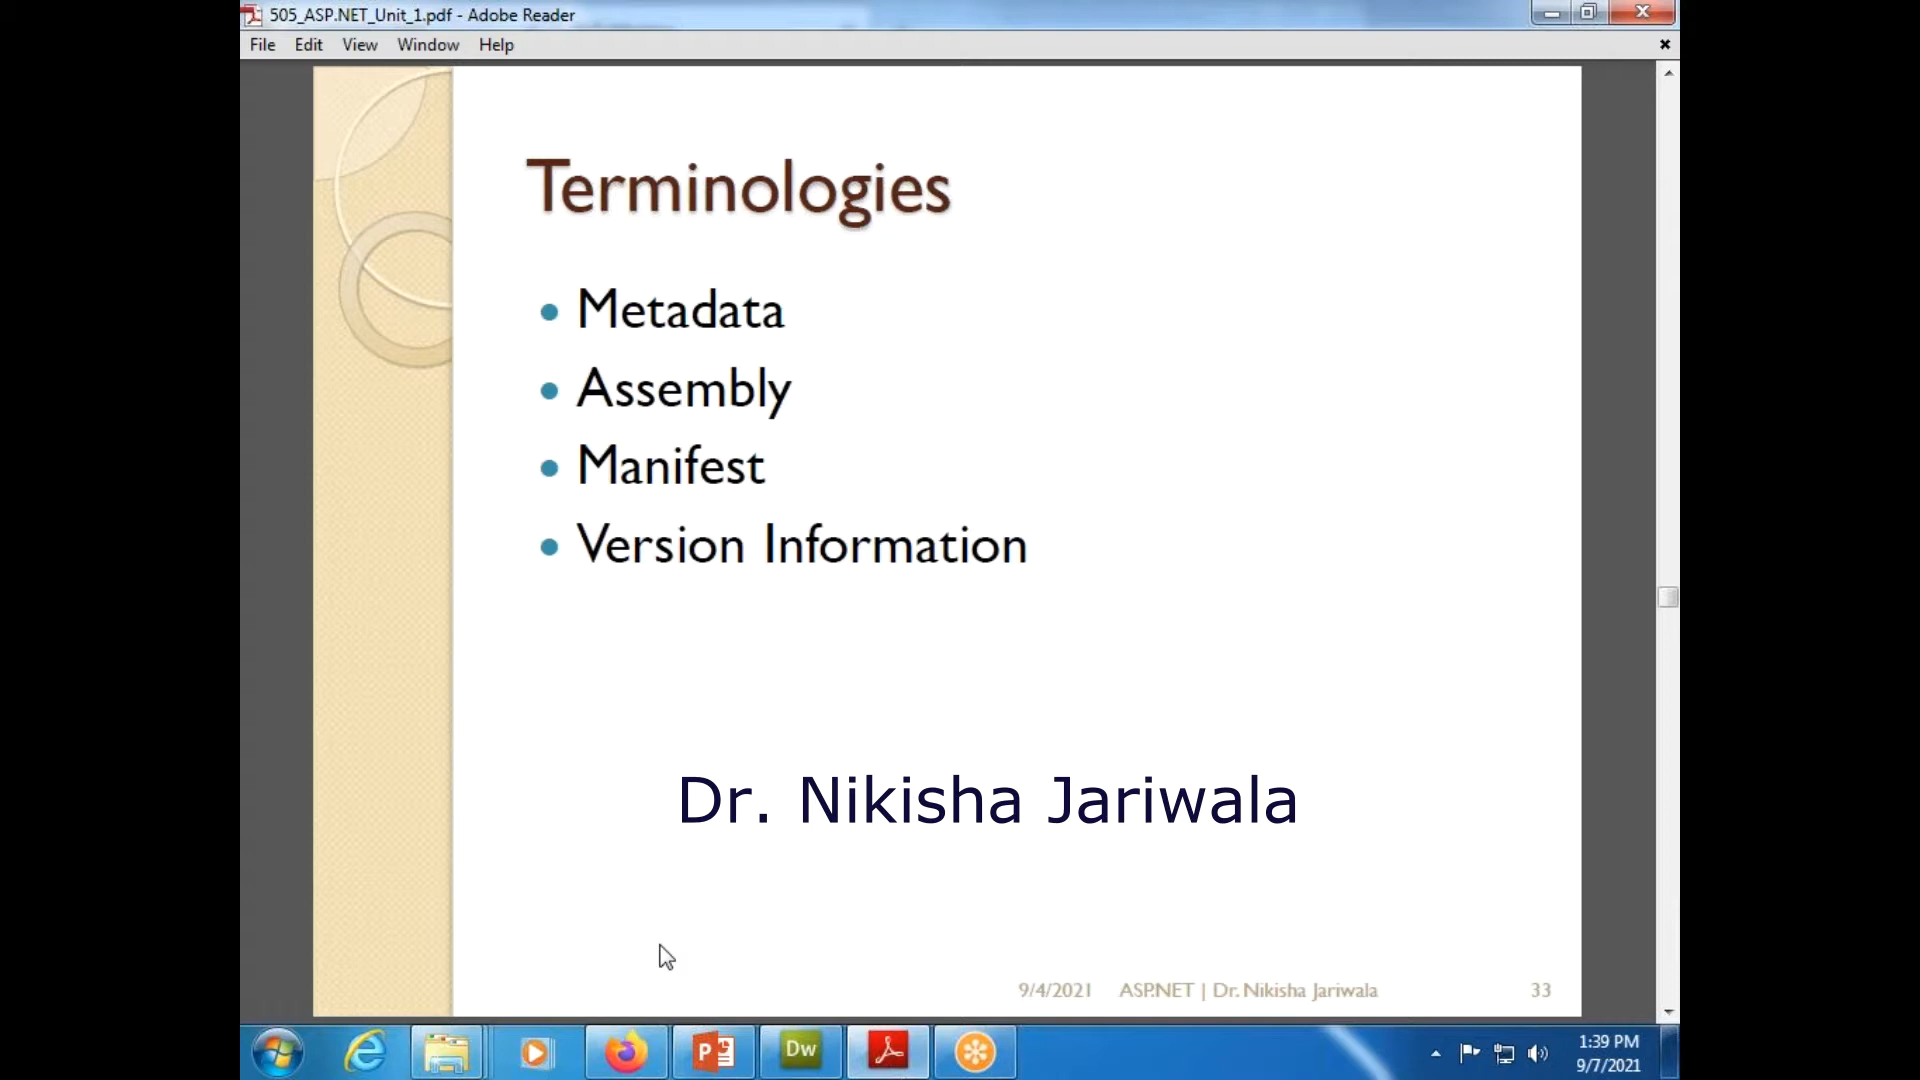 505_ASP.NET_Unit_1.pdf - Adobe Reader
File Edit View Window Help
Terminologies
Metadata
Assembly
Manifest
Version Information
Dr. Nikisha Jariwala
9/4/2021 ASP.NET | Dr. Nikisha Jariwala 33
Dw
1:39 PM
9/7/2021